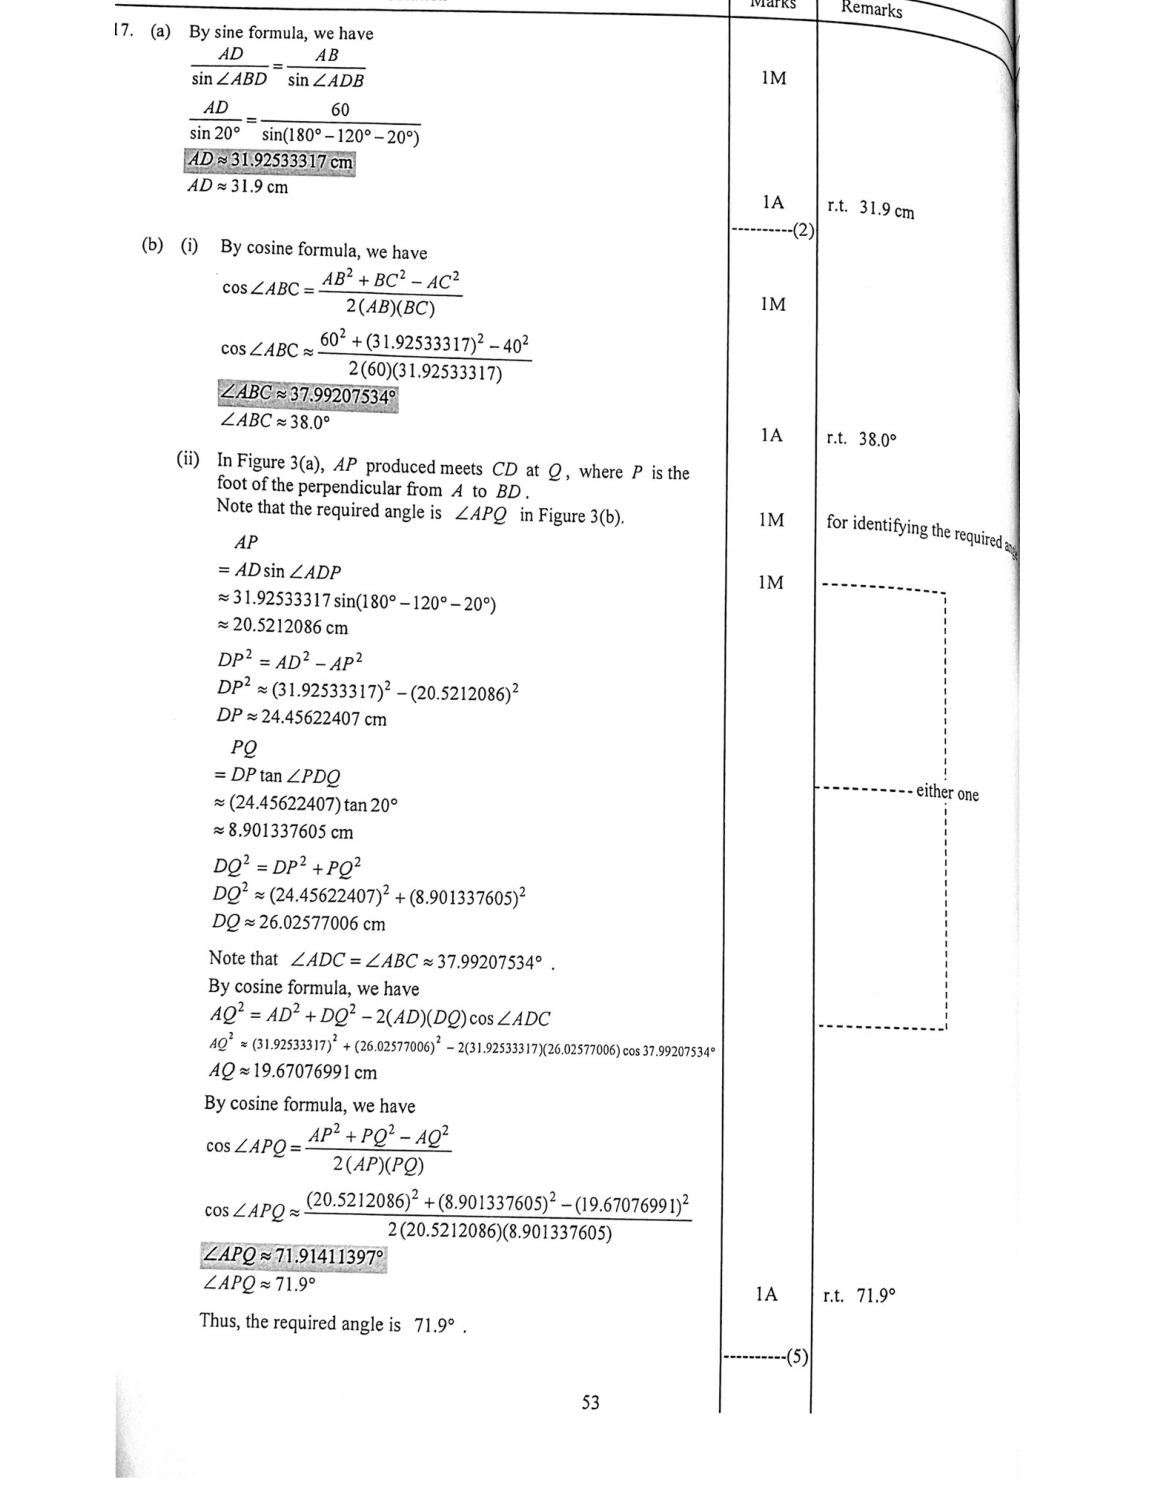 Marks Remarks
17. (a) By sine formula, we have
AD/sin∠ABD = AB/sin∠ADB 1M
AD/sin 20° = 60/sin(180° – 120° – 20°)
AD ≈ 31.92533317 cm
AD ≈ 31.9 cm 1A r.t. 31.9 cm
----------(2)
(b) (i) By cosine formula, we have
cos∠ABC = (AB² + BC² – AC²)/(2(AB)(BC)) 1M
cos∠ABC ≈ (60² + (31.92533317)² – 40²)/(2(60)(31.92533317))
∠ABC ≈ 37.99207534°
∠ABC ≈ 38.0° 1A r.t. 38.0°
(ii) In Figure 3(a), AP produced meets CD at Q, where P is the
foot of the perpendicular from A to BD.
Note that the required angle is ∠APQ in Figure 3(b). 1M for identifying the required angle
AP
= AD sin∠ADP 1M
≈ 31.92533317 sin(180° – 120° – 20°)
≈ 20.5212086 cm
DP² = AD² – AP²
DP² ≈ (31.92533317)² – (20.5212086)²
DP ≈ 24.45622407 cm
PQ
= DP tan∠PDQ
≈ (24.45622407) tan 20° either one
≈ 8.901337605 cm
DQ² = DP² + PQ²
DQ² ≈ (24.45622407)² + (8.901337605)²
DQ ≈ 26.02577006 cm
Note that ∠ADC = ∠ABC ≈ 37.99207534° .
By cosine formula, we have
AQ² = AD² + DQ² – 2(AD)(DQ) cos∠ADC
AQ² ≈ (31.92533317)² + (26.02577006)² – 2(31.92533317)(26.02577006) cos 37.99207534°
AQ ≈ 19.67076991 cm
By cosine formula, we have
cos∠APQ = (AP² + PQ² – AQ²)/(2(AP)(PQ))
cos∠APQ ≈ ((20.5212086)² + (8.901337605)² – (19.67076991)²)/(2(20.5212086)(8.901337605))
∠APQ ≈ 71.91411397°
∠APQ ≈ 71.9° 1A r.t. 71.9°
Thus, the required angle is 71.9° .
----------(5)
53